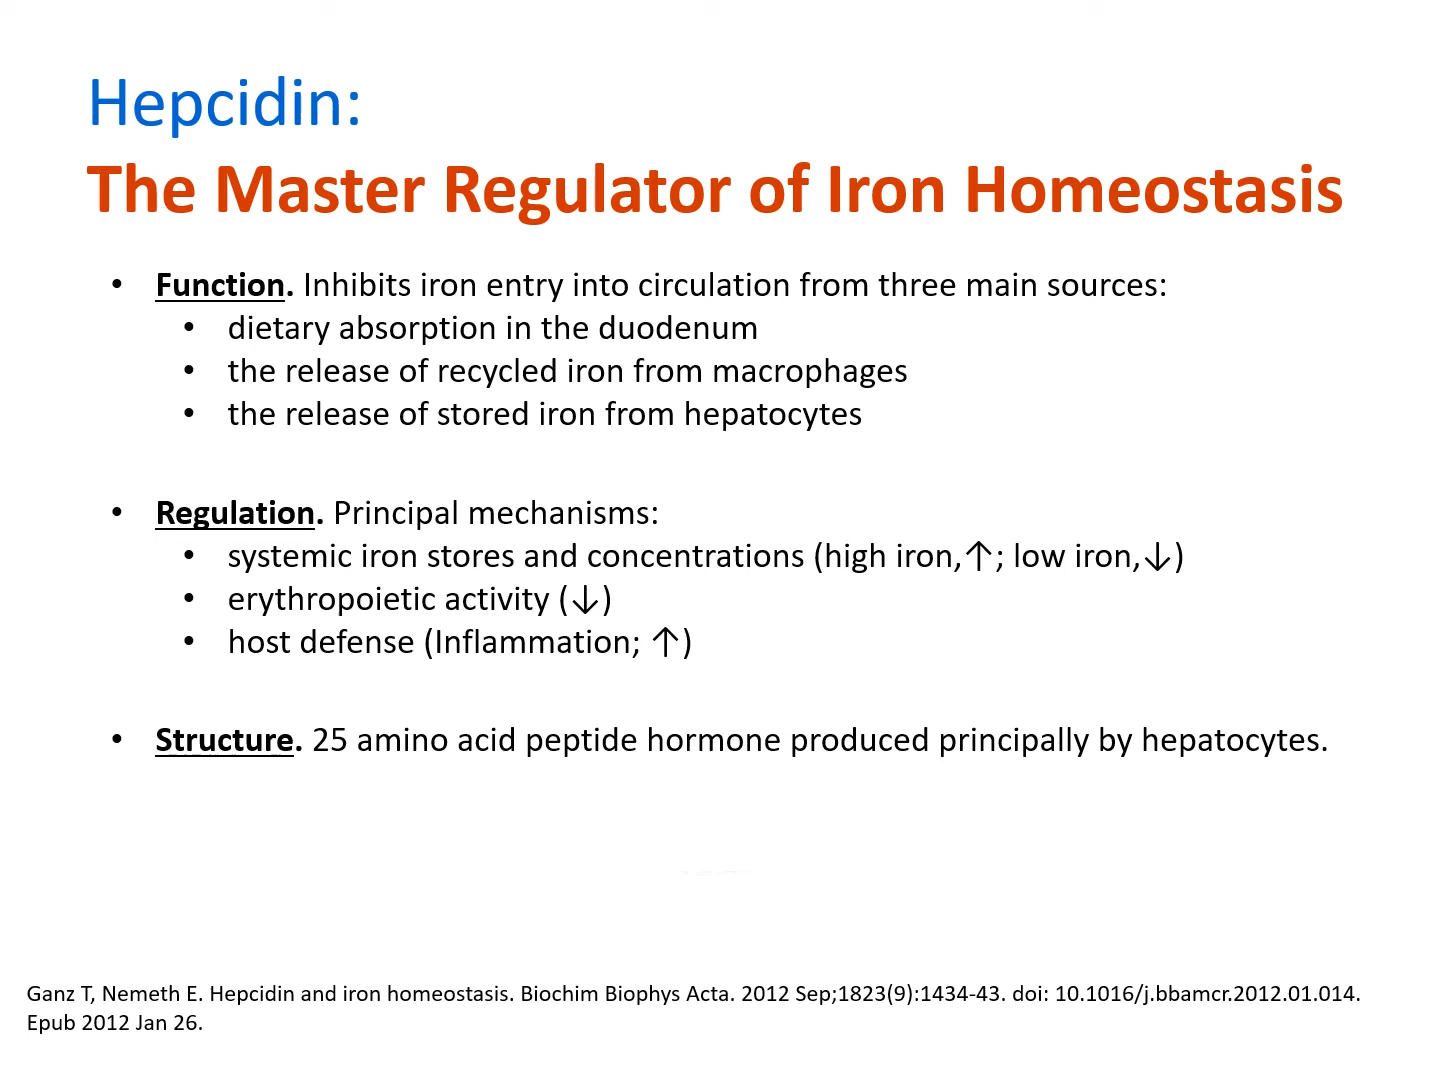 Hepcidin:
The Master Regulator of Iron Homeostasis
• Function. Inhibits iron entry into circulation from three main sources:
• dietary absorption in the duodenum
• the release of recycled iron from macrophages
• the release of stored iron from hepatocytes
• Regulation. Principal mechanisms:
• systemic iron stores and concentrations (high iron,↑; low iron,↓)
• erythropoietic activity (↓)
• host defense (Inflammation; ↑)
• Structure. 25 amino acid peptide hormone produced principally by hepatocytes.
Ganz T, Nemeth E. Hepcidin and iron homeostasis. Biochim Biophys Acta. 2012 Sep;1823(9):1434-43. doi: 10.1016/j.bbamcr.2012.01.014.
Epub 2012 Jan 26.